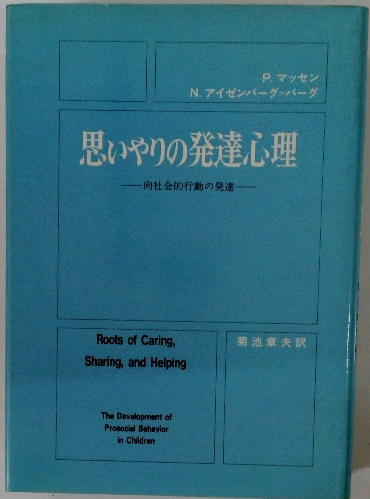 P. マッセン
N. アイゼンバーグ-バーグ
思いやりの発達心理
——向社会的行動の発達——
Roots of Caring,
Sharing, and Helping
菊池章夫訳
The Development of
Prosocial Behavior
in Children